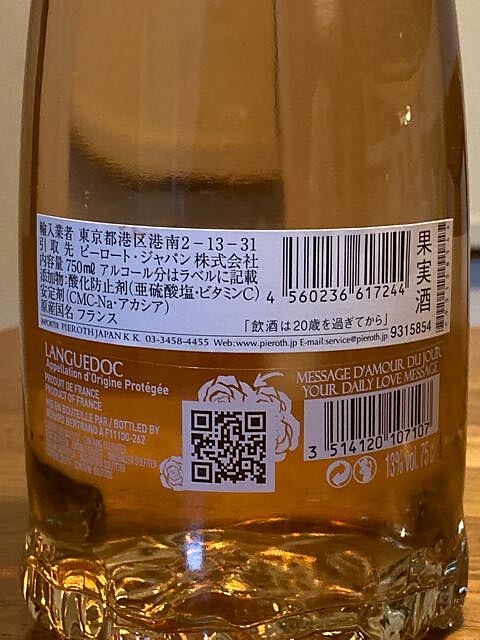 輸入業者 東京都港区港南2-13-31
引取先 ピーロート・ジャパン株式会社
内容量 750㎖ アルコール分はラベルに記載
添加物:酸化防止剤(亜硫酸塩・ビタミンC)
安定剤(CMC-Na・アカシア)
原産国名 フランス
4 560236 617244
果実酒
「飲酒は20歳を過ぎてから」 9315854
IMPORTER PIEROTH JAPAN K.K. 03-3458-4455 Web:www.pieroth.jp E-mail:service@pieroth.jp
LANGUEDOC
Appellation d'Origine Protégée
PRODUIT DE FRANCE
PRODUCT OF FRANCE
MIS EN BOUTEILLE PAR / BOTTLED BY
GÉRARD BERTRAND À F11100-262
MESSAGE D'AMOUR DU JOUR
YOUR DAILY LOVE MESSAGE
3 514120 107107
13% vol. 75 cl